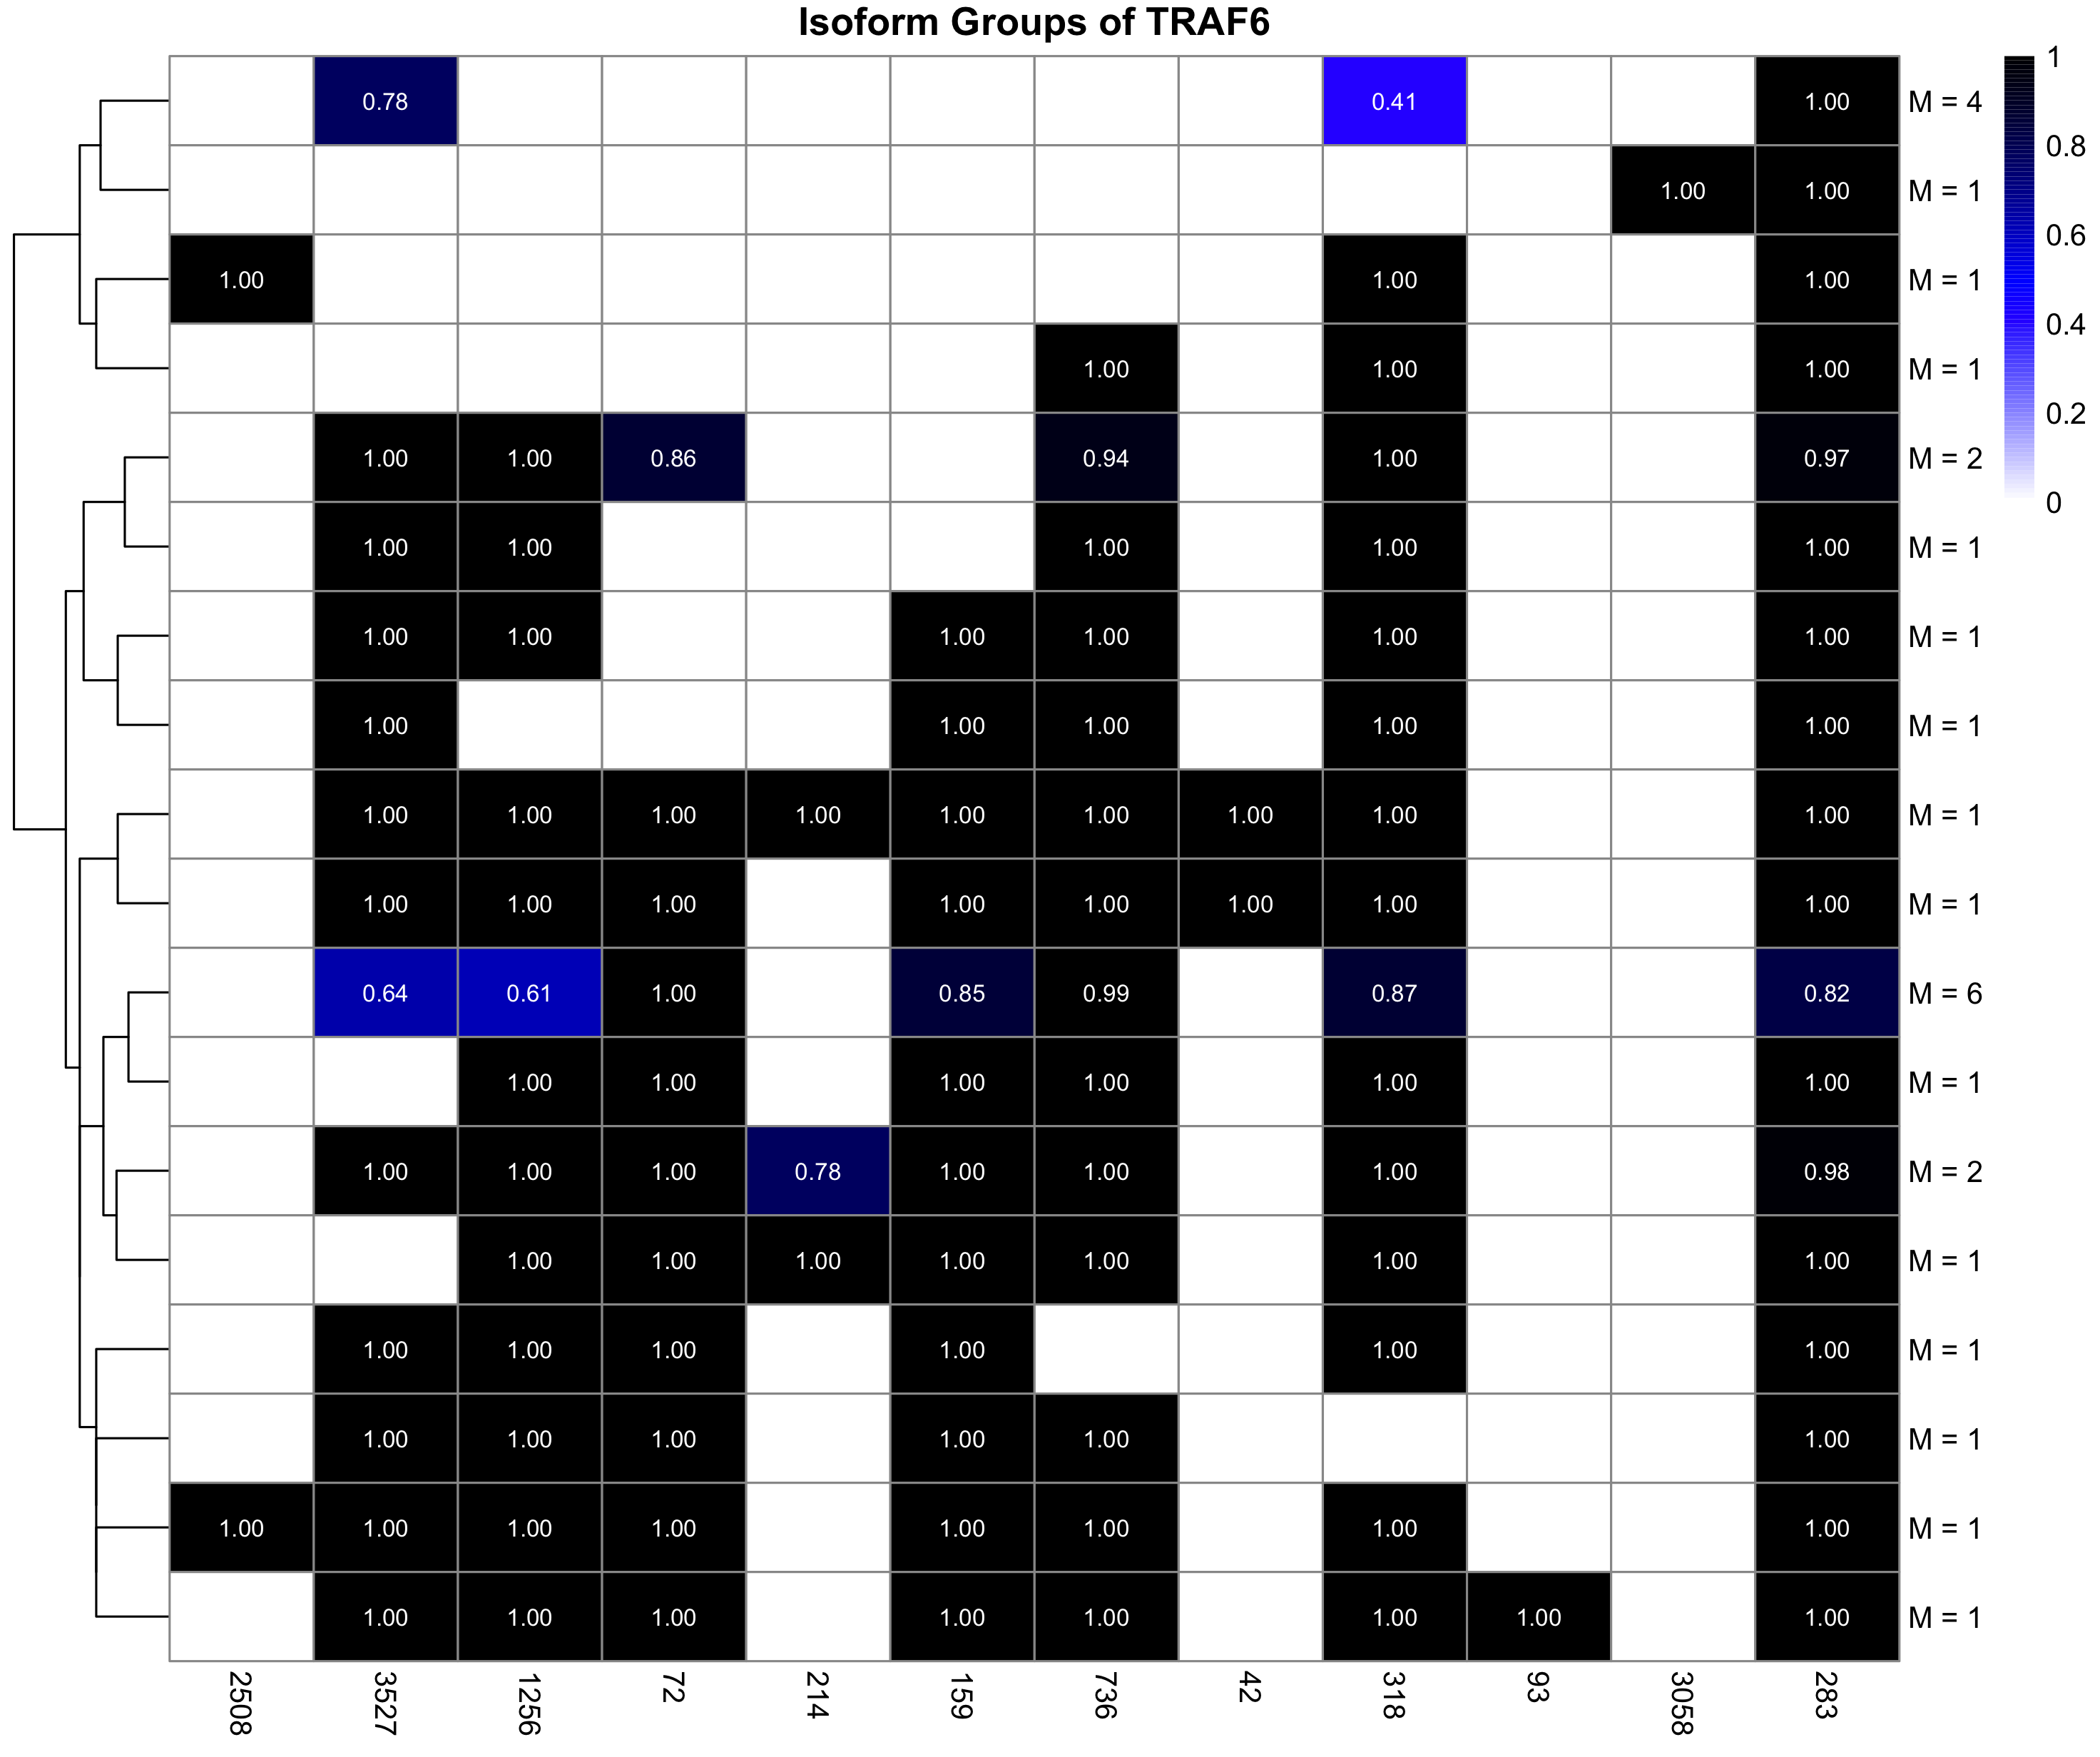 Isoform Groups of TRAF6
0.78 0.41 1.00 M = 4
1.00 1.00 M = 1
1.00 1.00 1.00 M = 1
1.00 1.00 1.00 M = 1
1.00 1.00 0.86 0.94 1.00 0.97 M = 2
1.00 1.00 1.00 1.00 1.00 M = 1
1.00 1.00 1.00 1.00 1.00 1.00 M = 1
1.00 1.00 1.00 1.00 1.00 M = 1
1.00 1.00 1.00 1.00 1.00 1.00 1.00 1.00 1.00 M = 1
1.00 1.00 1.00 1.00 1.00 1.00 1.00 1.00 M = 1
0.64 0.61 1.00 0.85 0.99 0.87 0.82 M = 6
1.00 1.00 1.00 1.00 1.00 1.00 M = 1
1.00 1.00 1.00 0.78 1.00 1.00 1.00 0.98 M = 2
1.00 1.00 1.00 1.00 1.00 1.00 1.00 M = 1
1.00 1.00 1.00 1.00 1.00 1.00 M = 1
1.00 1.00 1.00 1.00 1.00 1.00 M = 1
1.00 1.00 1.00 1.00 1.00 1.00 1.00 1.00 M = 1
1.00 1.00 1.00 1.00 1.00 1.00 1.00 1.00 M = 1
2508 3527 1256 72 214 159 736 42 318 93 3058 283
1
0.8
0.6
0.4
0.2
0